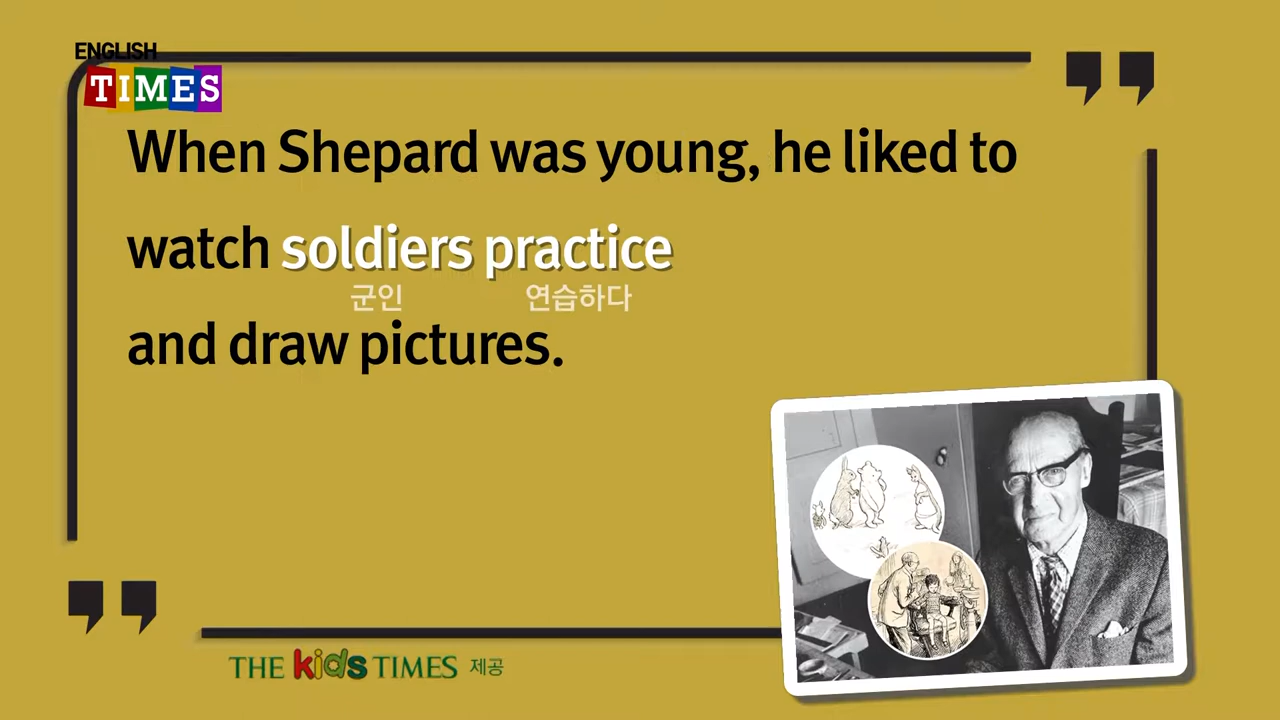 ENGLISH
TIMES
When Shepard was young, he liked to
watch soldiers practice
군인 연습하다
and draw pictures.
THE kids TIMES 제공